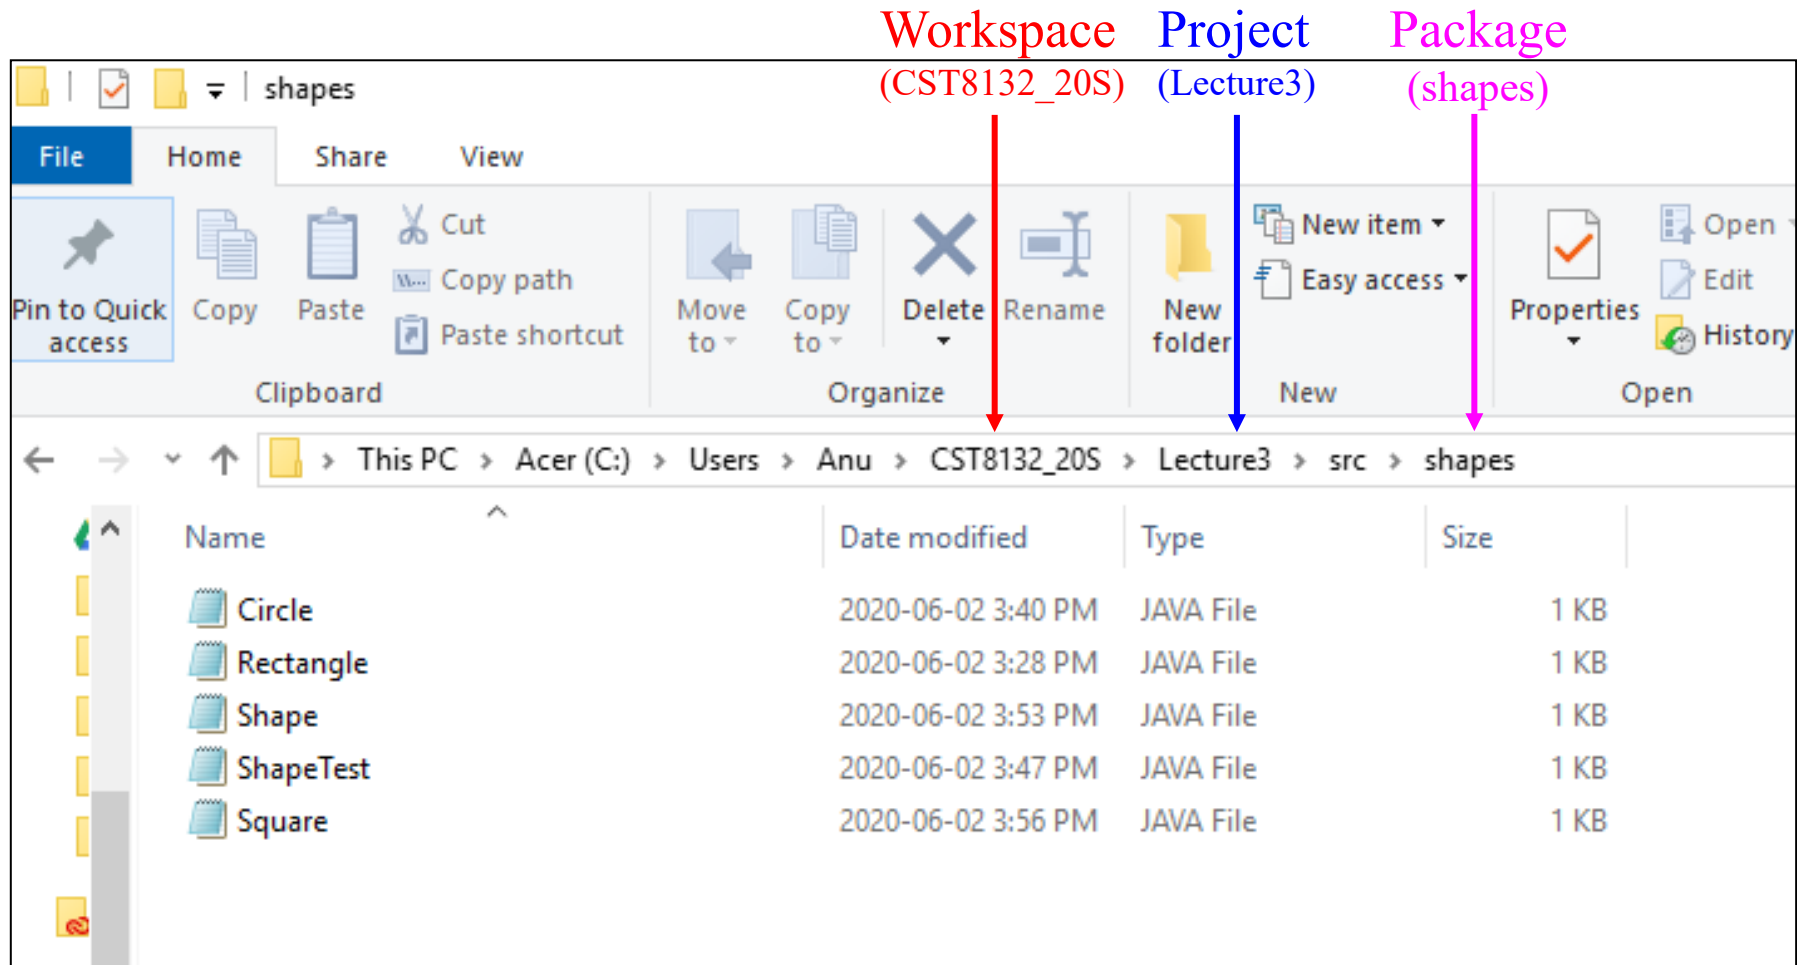 Workspace Project Package
(CST8132_20S) (Lecture3) (shapes)
shapes
File Home Share View
Pin to Quick access
Copy
Paste
Cut
Copy path
Paste shortcut
Clipboard
Move to
Copy to
Delete
Rename
Organize
New folder
New item
Easy access
New
Properties
Open
Edit
History
Open
This PC > Acer (C:) > Users > Anu > CST8132_20S > Lecture3 > src > shapes
Name Date modified Type Size
Circle 2020-06-02 3:40 PM JAVA File 1 KB
Rectangle 2020-06-02 3:28 PM JAVA File 1 KB
Shape 2020-06-02 3:53 PM JAVA File 1 KB
ShapeTest 2020-06-02 3:47 PM JAVA File 1 KB
Square 2020-06-02 3:56 PM JAVA File 1 KB